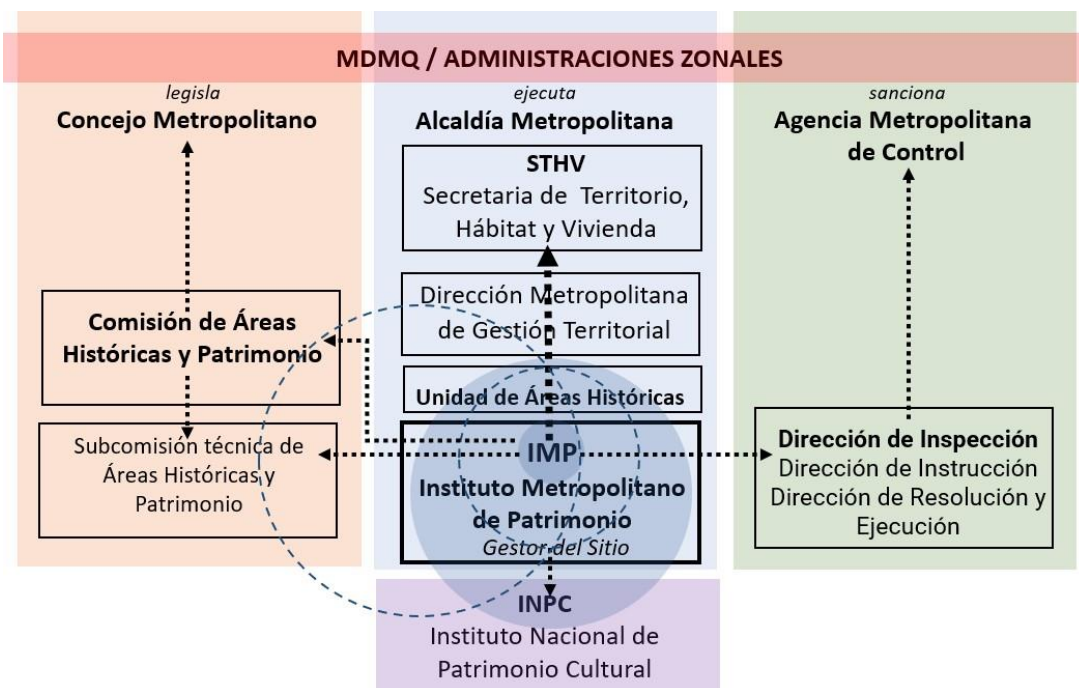 MDMQ / ADMINISTRACIONES ZONALES
legisla
Concejo Metropolitano
Comisión de Áreas
Históricas y Patrimonio
Subcomisión técnica de
Áreas Históricas y
Patrimonio
ejecuta
Alcaldía Metropolitana
STHV
Secretaria de Territorio,
Hábitat y Vivienda
Dirección Metropolitana
de Gestión Territorial
Unidad de Áreas Históricas
IMP
Instituto Metropolitano
de Patrimonio
Gestor del Sitio
INPC
Instituto Nacional de
Patrimonio Cultural
sanciona
Agencia Metropolitana
de Control
Dirección de Inspección
Dirección de Instrucción
Dirección de Resolución y
Ejecución